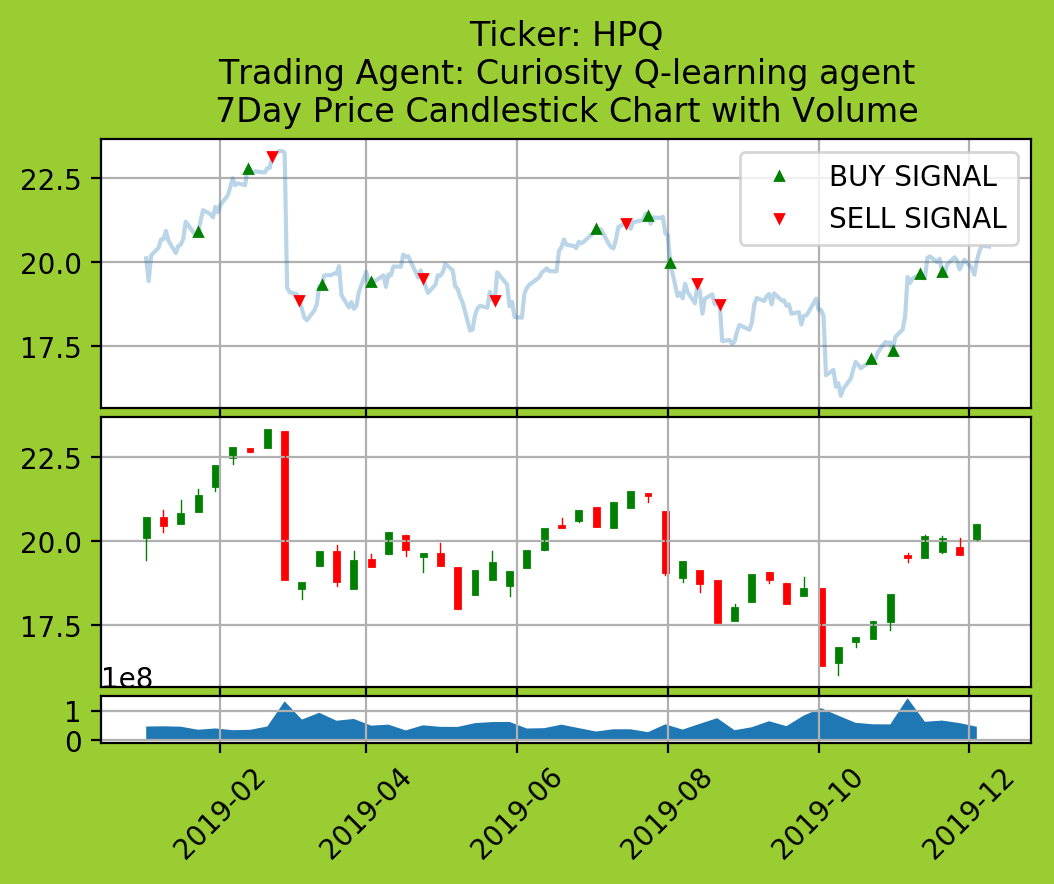 Ticker: HPQ
Trading Agent: Curiosity Q-learning agent
7Day Price Candlestick Chart with Volume
BUY SIGNAL
SELL SIGNAL
22.5
20.0
17.5
22.5
20.0
17.5
1e8
1
0
2019-02
2019-04
2019-06
2019-08
2019-10
2019-12